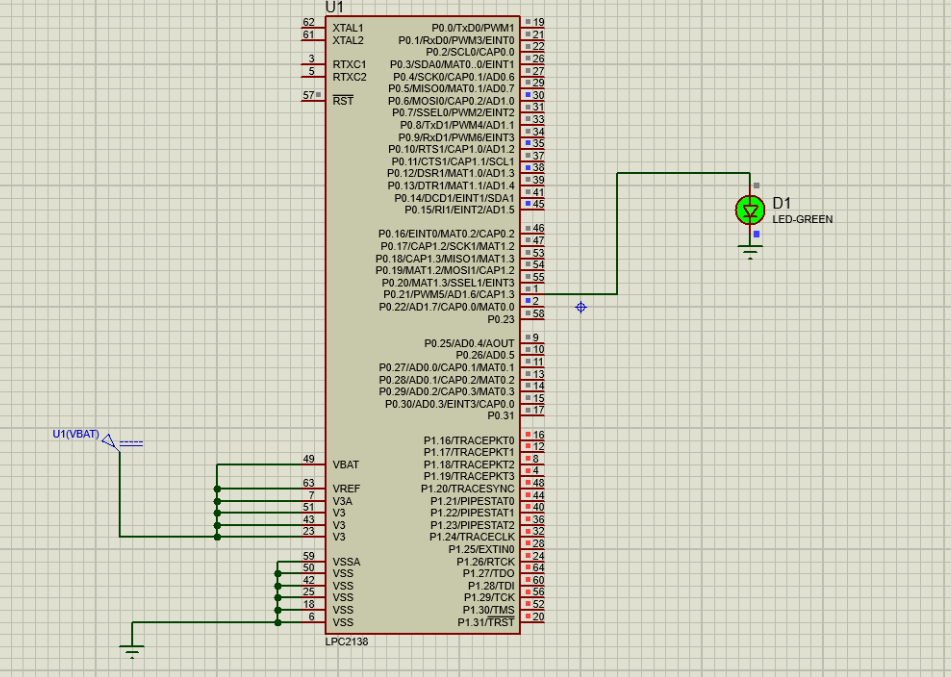 U1
62 XTAL1 P0.0/TxD0/PWM1 19
61 XTAL2 P0.1/RxD0/PWM3/EINT0 21
P0.2/SCL0/CAP0.0 22
3 RTXC1 P0.3/SDA0/MAT0..0/EINT1 26
5 RTXC2 P0.4/SCK0/CAP0.1/AD0.6 27
P0.5/MISO0/MAT0.1/AD0.7 29
57 RST P0.6/MOSI0/CAP0.2/AD1.0 30
P0.7/SSEL0/PWM2/EINT2 31
P0.8/TxD1/PWM4/AD1.1 33
P0.9/RxD1/PWM6/EINT3 34
P0.10/RTS1/CAP1.0/AD1.2 35
P0.11/CTS1/CAP1.1/SCL1 37
P0.12/DSR1/MAT1.0/AD1.3 38
P0.13/DTR1/MAT1.1/AD1.4 39
P0.14/DCD1/EINT1/SDA1 41
P0.15/RI1/EINT2/AD1.5 45
D1
LED-GREEN
P0.16/EINT0/MAT0.2/CAP0.2 46
P0.17/CAP1.2/SCK1/MAT1.2 47
P0.18/CAP1.3/MISO1/MAT1.3 53
P0.19/MAT1.2/MOSI1/CAP1.2 54
P0.20/MAT1.3/SSEL1/EINT3 55
P0.21/PWM5/AD1.6/CAP1.3 1
P0.22/AD1.7/CAP0.0/MAT0.0 2
P0.23 58
P0.25/AD0.4/AOUT 9
P0.26/AD0.5 10
P0.27/AD0.0/CAP0.1/MAT0.1 11
P0.28/AD0.1/CAP0.2/MAT0.2 13
P0.29/AD0.2/CAP0.3/MAT0.3 14
P0.30/AD0.3/EINT3/CAP0.0 15
P0.31 17
U1(VBAT)
P1.16/TRACEPKT0 16
P1.17/TRACEPKT1 12
49 VBAT P1.18/TRACEPKT2 8
P1.19/TRACEPKT3 4
63 VREF P1.20/TRACESYNC 48
7 V3A P1.21/PIPESTAT0 44
51 V3 P1.22/PIPESTAT1 40
43 V3 P1.23/PIPESTAT2 36
23 V3 P1.24/TRACECLK 32
P1.25/EXTIN0 28
59 VSSA P1.26/RTCK 24
50 VSS P1.27/TDO 64
42 VSS P1.28/TDI 60
25 VSS P1.29/TCK 56
18 VSS P1.30/TMS 52
6 VSS P1.31/TRST 20
LPC2138